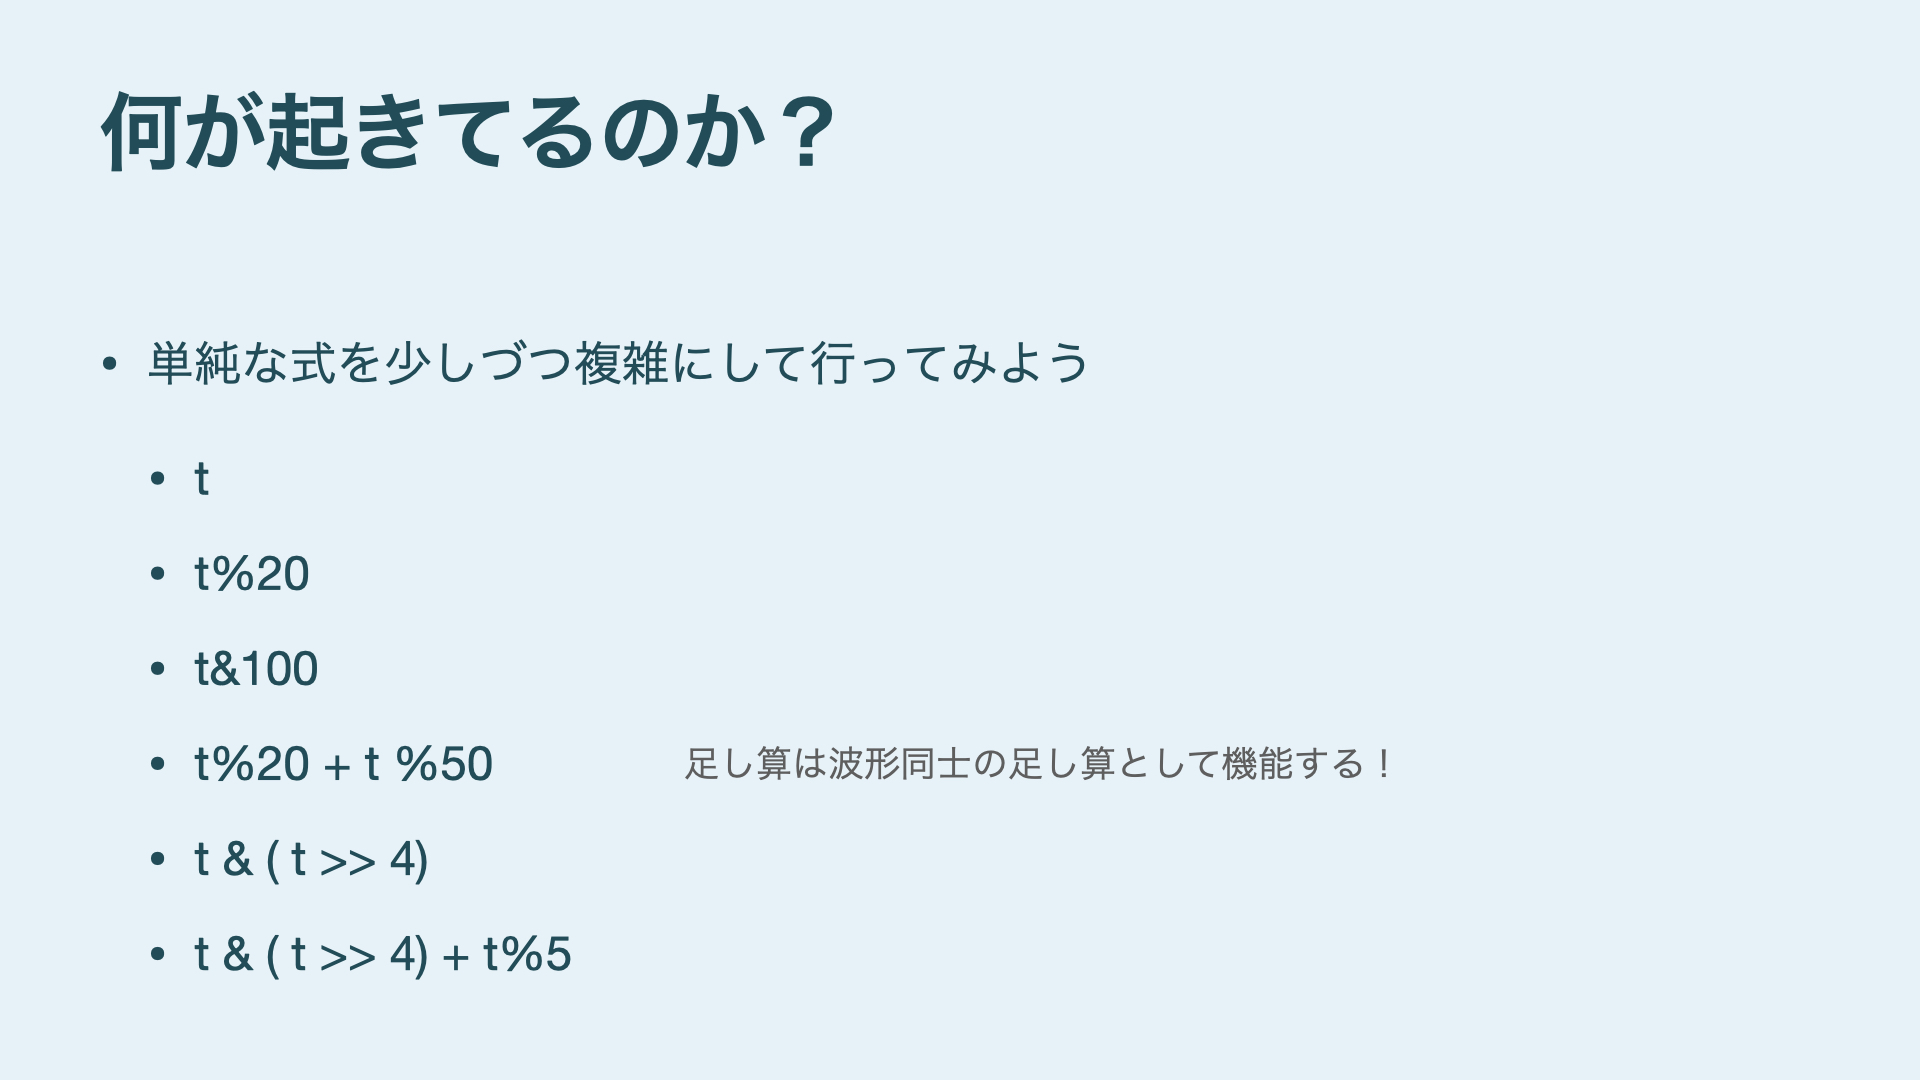 何が起きてるのか？
• 単純な式を少しづつ複雑にして行ってみよう
• t
• t%20
• t&100
• t%20 + t %50 足し算は波形同士の足し算として機能する！
• t & ( t >> 4)
• t & ( t >> 4) + t%5